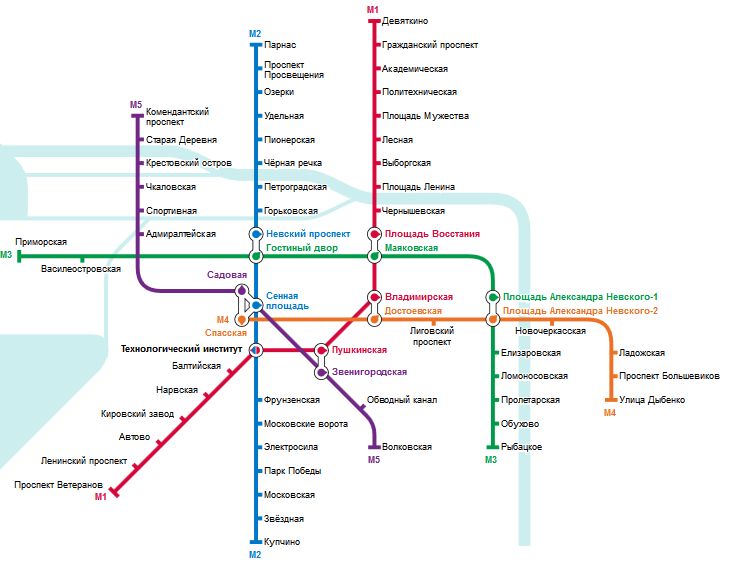 M1
Девяткино
M2
Парнас
Гражданский проспект
Проспект
Просвещения
Академическая
Озерки
Политехническая
M5
Комендантский
проспект
Удельная
Площадь Мужества
Старая Деревня
Пионерская
Лесная
Крестовский остров
Чёрная речка
Выборгская
Чкаловская
Петроградская
Площадь Ленина
Спортивная
Горьковская
Чернышевская
Адмиралтейская
Невский проспект
Площадь Восстания
Приморская
Гостиный двор
Маяковская
M3
Василеостровская
Садовая
Сенная
площадь
Владимирская
Площадь Александра Невского-1
Достоевская
Площадь Александра Невского-2
M4
Спасская
Лиговский
проспект
Новочеркасская
Технологический институт
Пушкинская
Елизаровская
Ладожская
Балтийская
Звенигородская
Ломоносовская
Проспект Большевиков
Нарвская
Фрунзенская
Обводный канал
Пролетарская
Улица Дыбенко
M4
Кировский завод
Московские ворота
Обухово
Автово
Электросила
Волковская
Рыбацкое
M5
M3
Ленинский проспект
Парк Победы
Проспект Ветеранов
M1
Московская
Звёздная
Купчино
M2